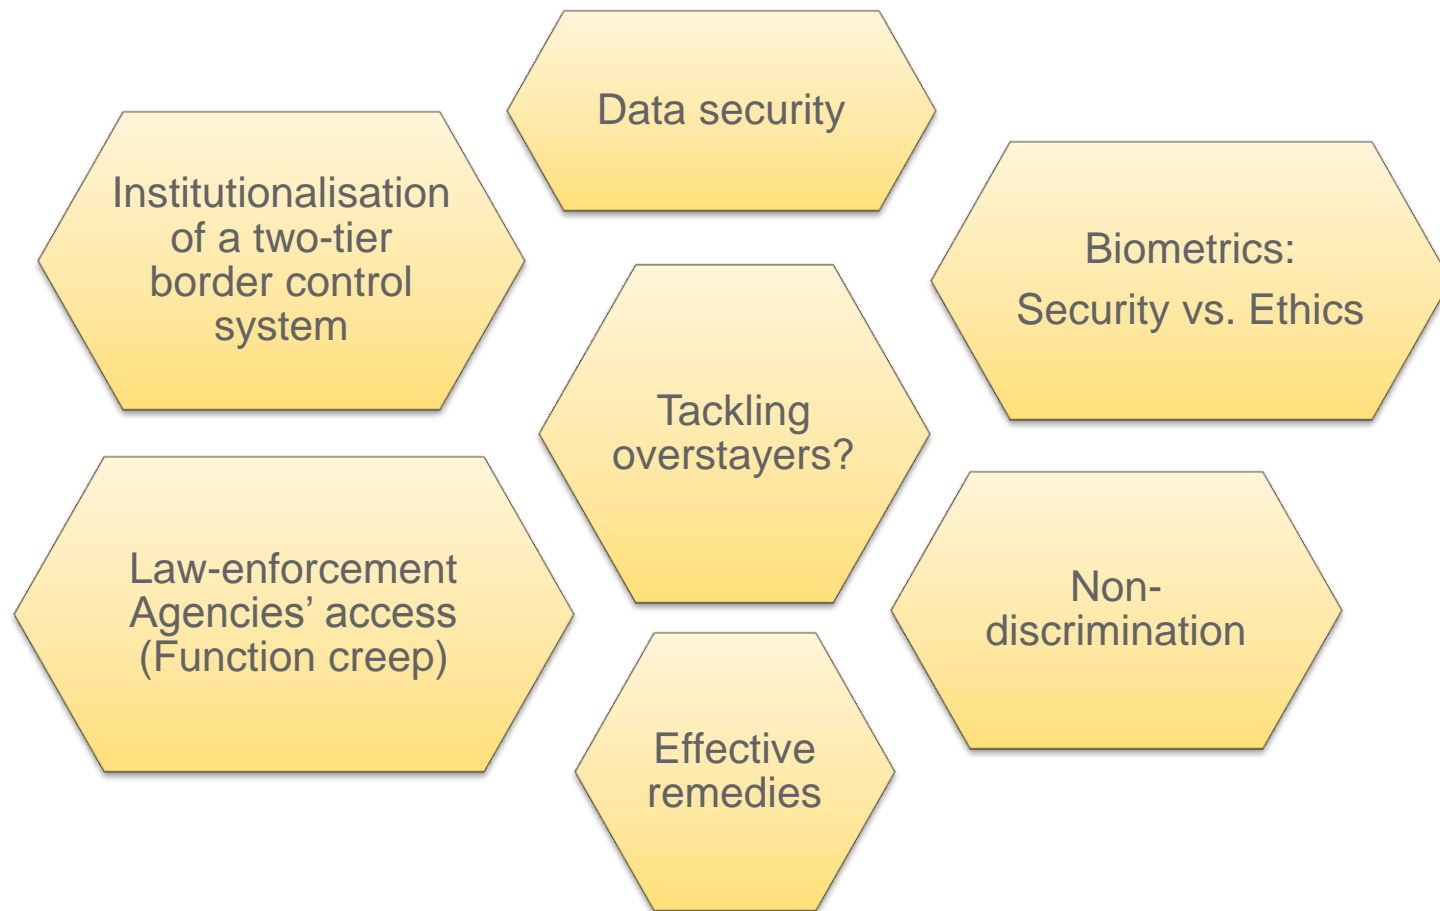 Data security
Institutionalisation
of a two-tier
border control
system
Biometrics:
Security vs. Ethics
Tackling
overstayers?
Law-enforcement
Agencies’ access
(Function creep)
Non-
discrimination
Effective
remedies